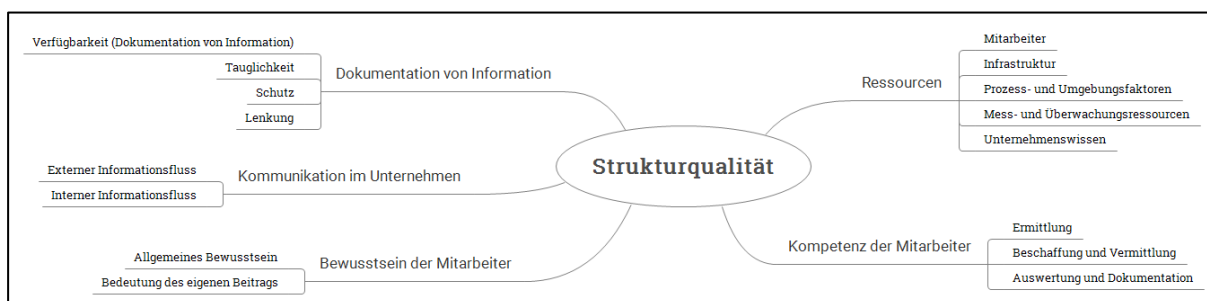 Verfügbarkeit (Dokumentation von Information)
Tauglichkeit
Schutz
Lenkung
Dokumentation von Information
Externer Informationsfluss
Interner Informationsfluss
Kommunikation im Unternehmen
Allgemeines Bewusstsein
Bedeutung des eigenen Beitrags
Bewusstsein der Mitarbeiter
Strukturqualität
Ressourcen
Mitarbeiter
Infrastruktur
Prozess- und Umgebungsfaktoren
Mess- und Überwachungsressourcen
Unternehmenswissen
Kompetenz der Mitarbeiter
Ermittlung
Beschaffung und Vermittlung
Auswertung und Dokumentation